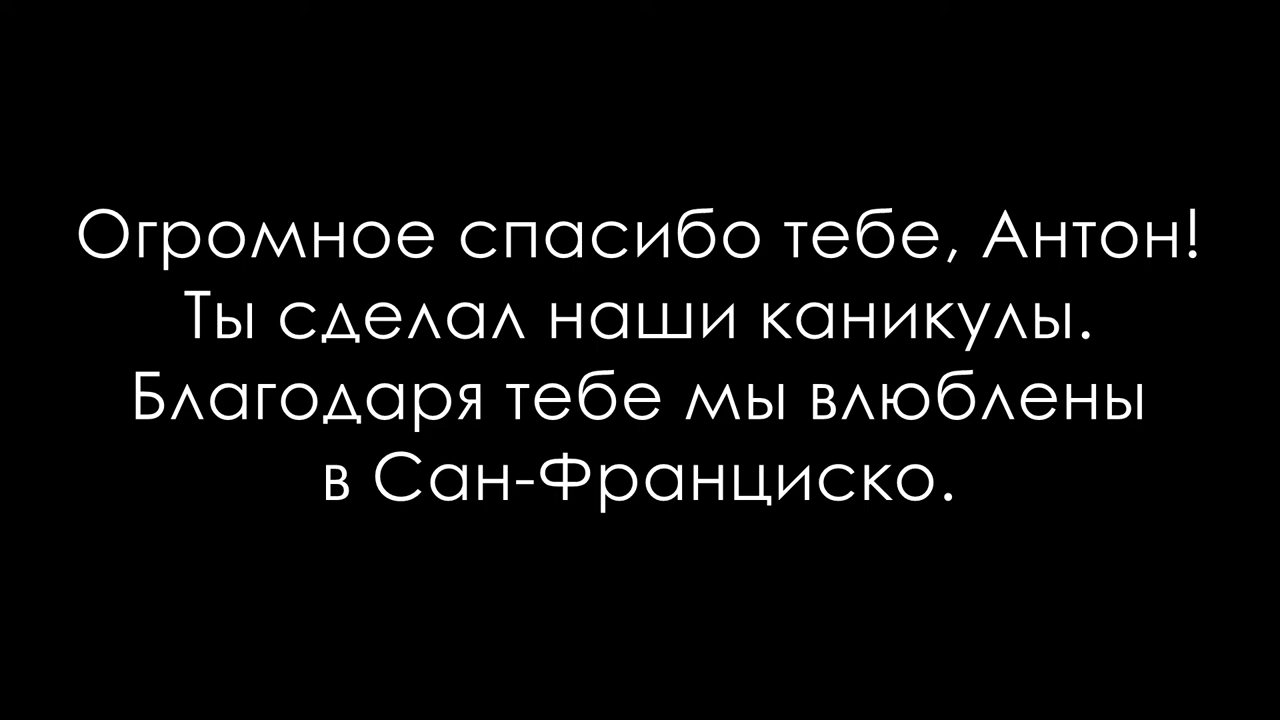 Огромное спасибо тебе, Антон!
Ты сделал наши каникулы.
Благодаря тебе мы влюблены
в Сан-Франциско.